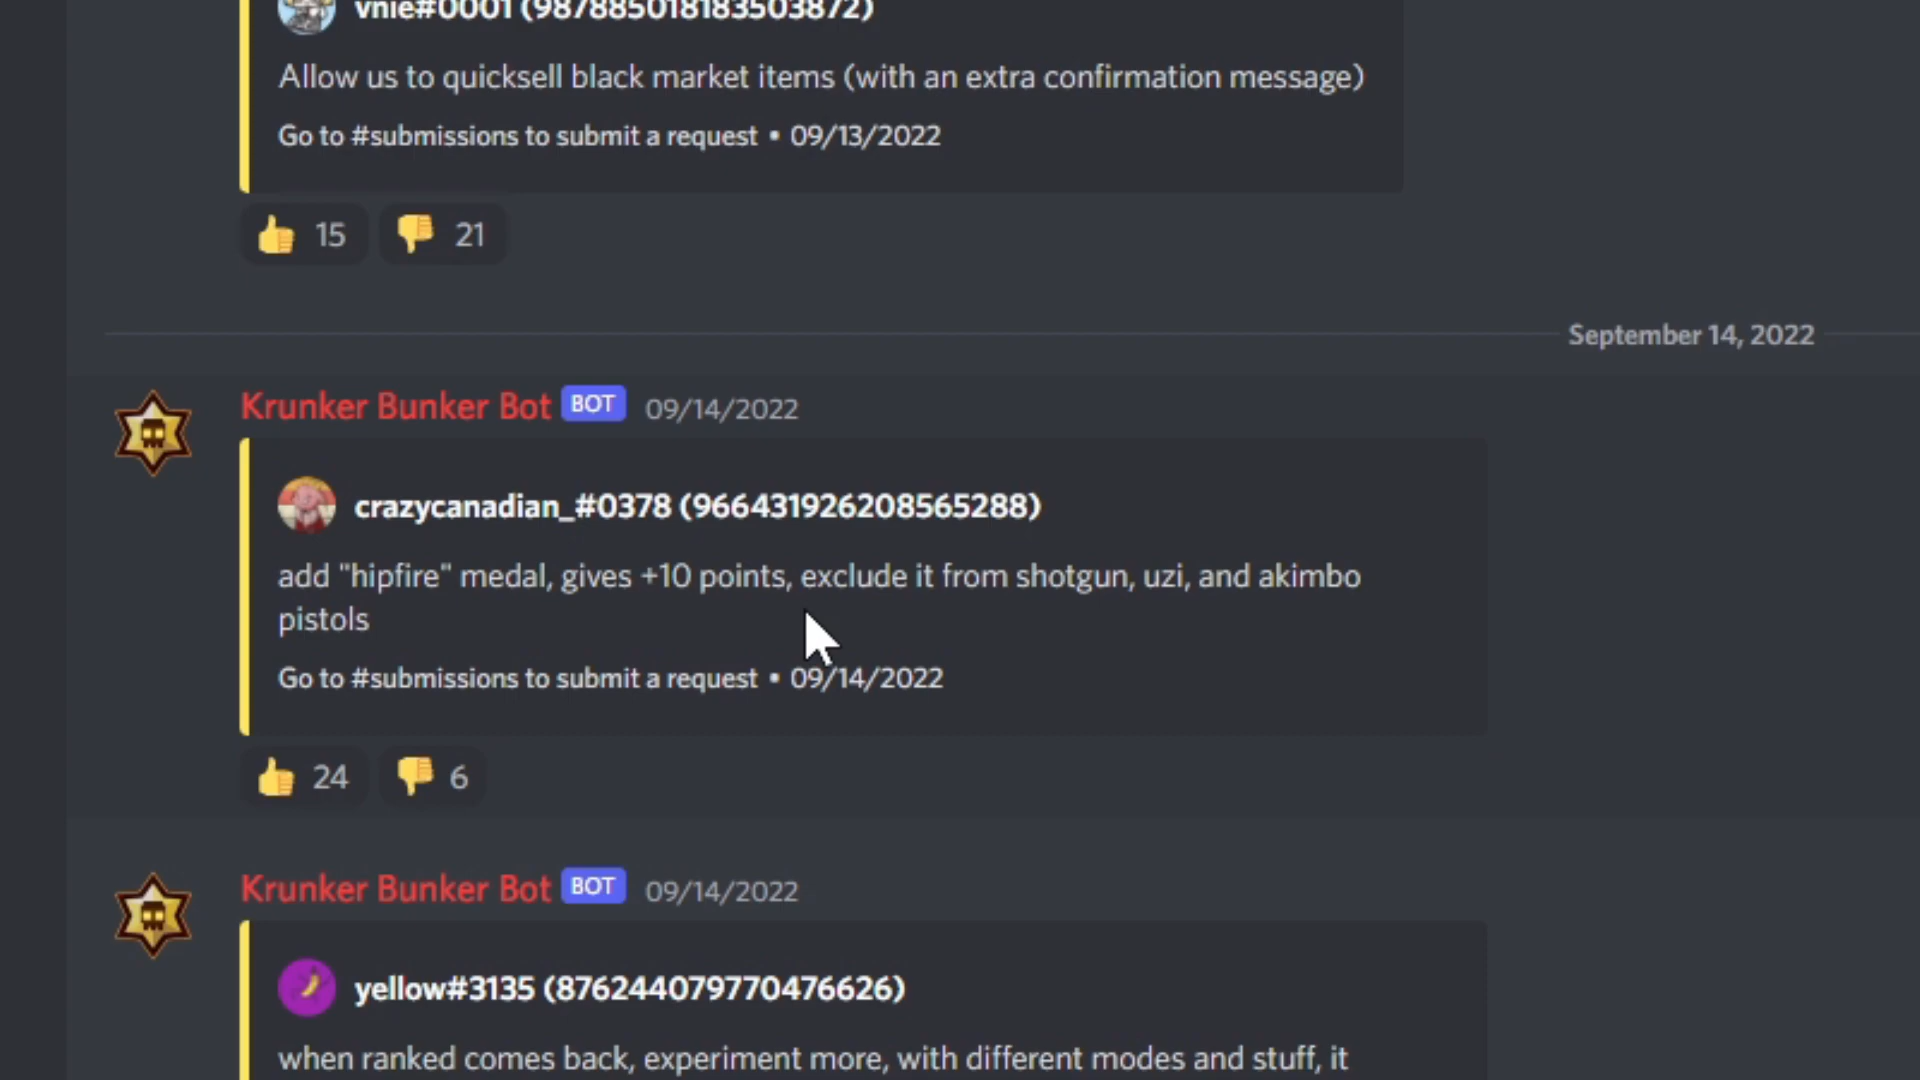 vnie#0001 (987885018183503872)
Allow us to quicksell black market items (with an extra confirmation message)
Go to #submissions to submit a request • 09/13/2022
15 21
September 14, 2022
Krunker Bunker Bot BOT 09/14/2022
crazycanadian_#0378 (966431926208565288)
add "hipfire" medal, gives +10 points, exclude it from shotgun, uzi, and akimbo
pistols
Go to #submissions to submit a request • 09/14/2022
24 6
Krunker Bunker Bot BOT 09/14/2022
yellow#3135 (876244079770476626)
when ranked comes back, experiment more, with different modes and stuff, it